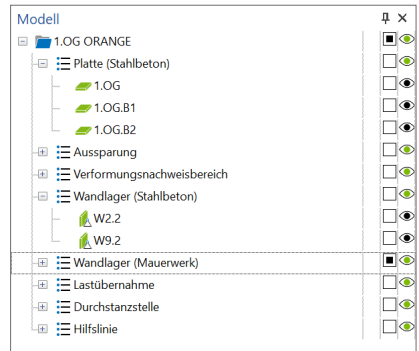 Modell
1.OG ORANGE
Platte (Stahlbeton)
1.OG
1.OG.B1
1.OG.B2
Aussparung
Verformungsnachweisbereich
Wandlager (Stahlbeton)
W2.2
W9.2
Wandlager (Mauerwerk)
Lastübernahme
Durchstanzstelle
Hilfslinie